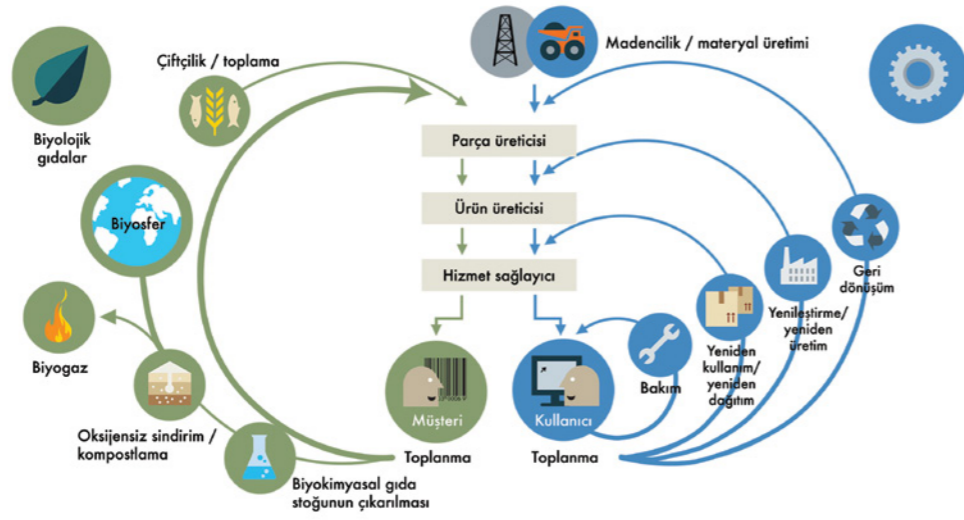 Madencilik / materyal üretimi
Çiftçilik / toplama
Biyolojik
gıdalar
Parça üreticisi
Biyosfer
Ürün üreticisi
Hizmet sağlayıcı
Geri
dönüşüm
Yenileştirme/
yeniden
üretim
Yeniden
kullanım/
yeniden
dağıtım
Bakım
Biyogaz
Müşteri
Kullanıcı
Oksijensiz sindirim /
kompostlama
Toplanma
Toplanma
Biyokimyasal gıda
stoğunun çıkarılması